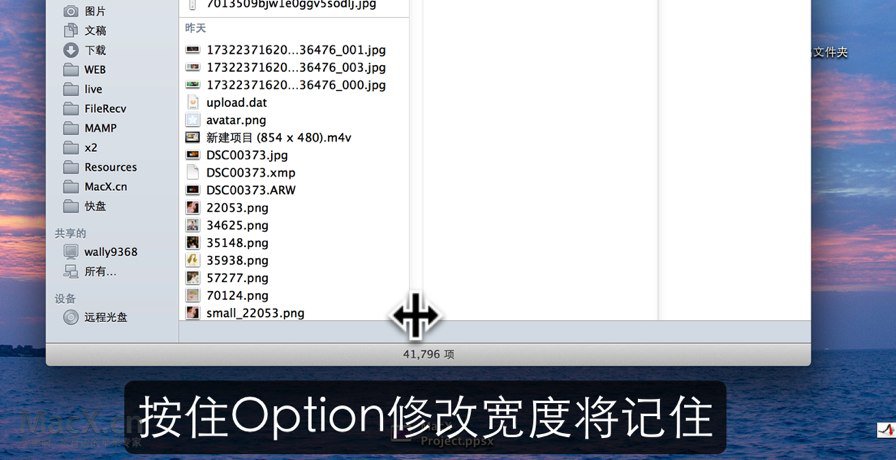 7013509bjw1e0ggv5sodlj.jpg
图片
昨天
文稿
下载
17322371620...36476_001.jpg
文件夹
WEB
17322371620...36476_003.jpg
live
17322371620...36476_000.jpg
FileRecv
upload.dat
MAMP
avatar.png
x2
新建项目 (854 x 480).m4v
Resources
DSC00373.jpg
MacX.cn
DSC00373.xmp
快盘
DSC00373.ARW
22053.png
共享的
34625.png
wally9368
35148.png
所有...
35938.png
设备
57277.png
远程光盘
70124.png
small_22053.png
41,796 项
按住Option修改宽度将记住
MacX.cn
Project.ppsx